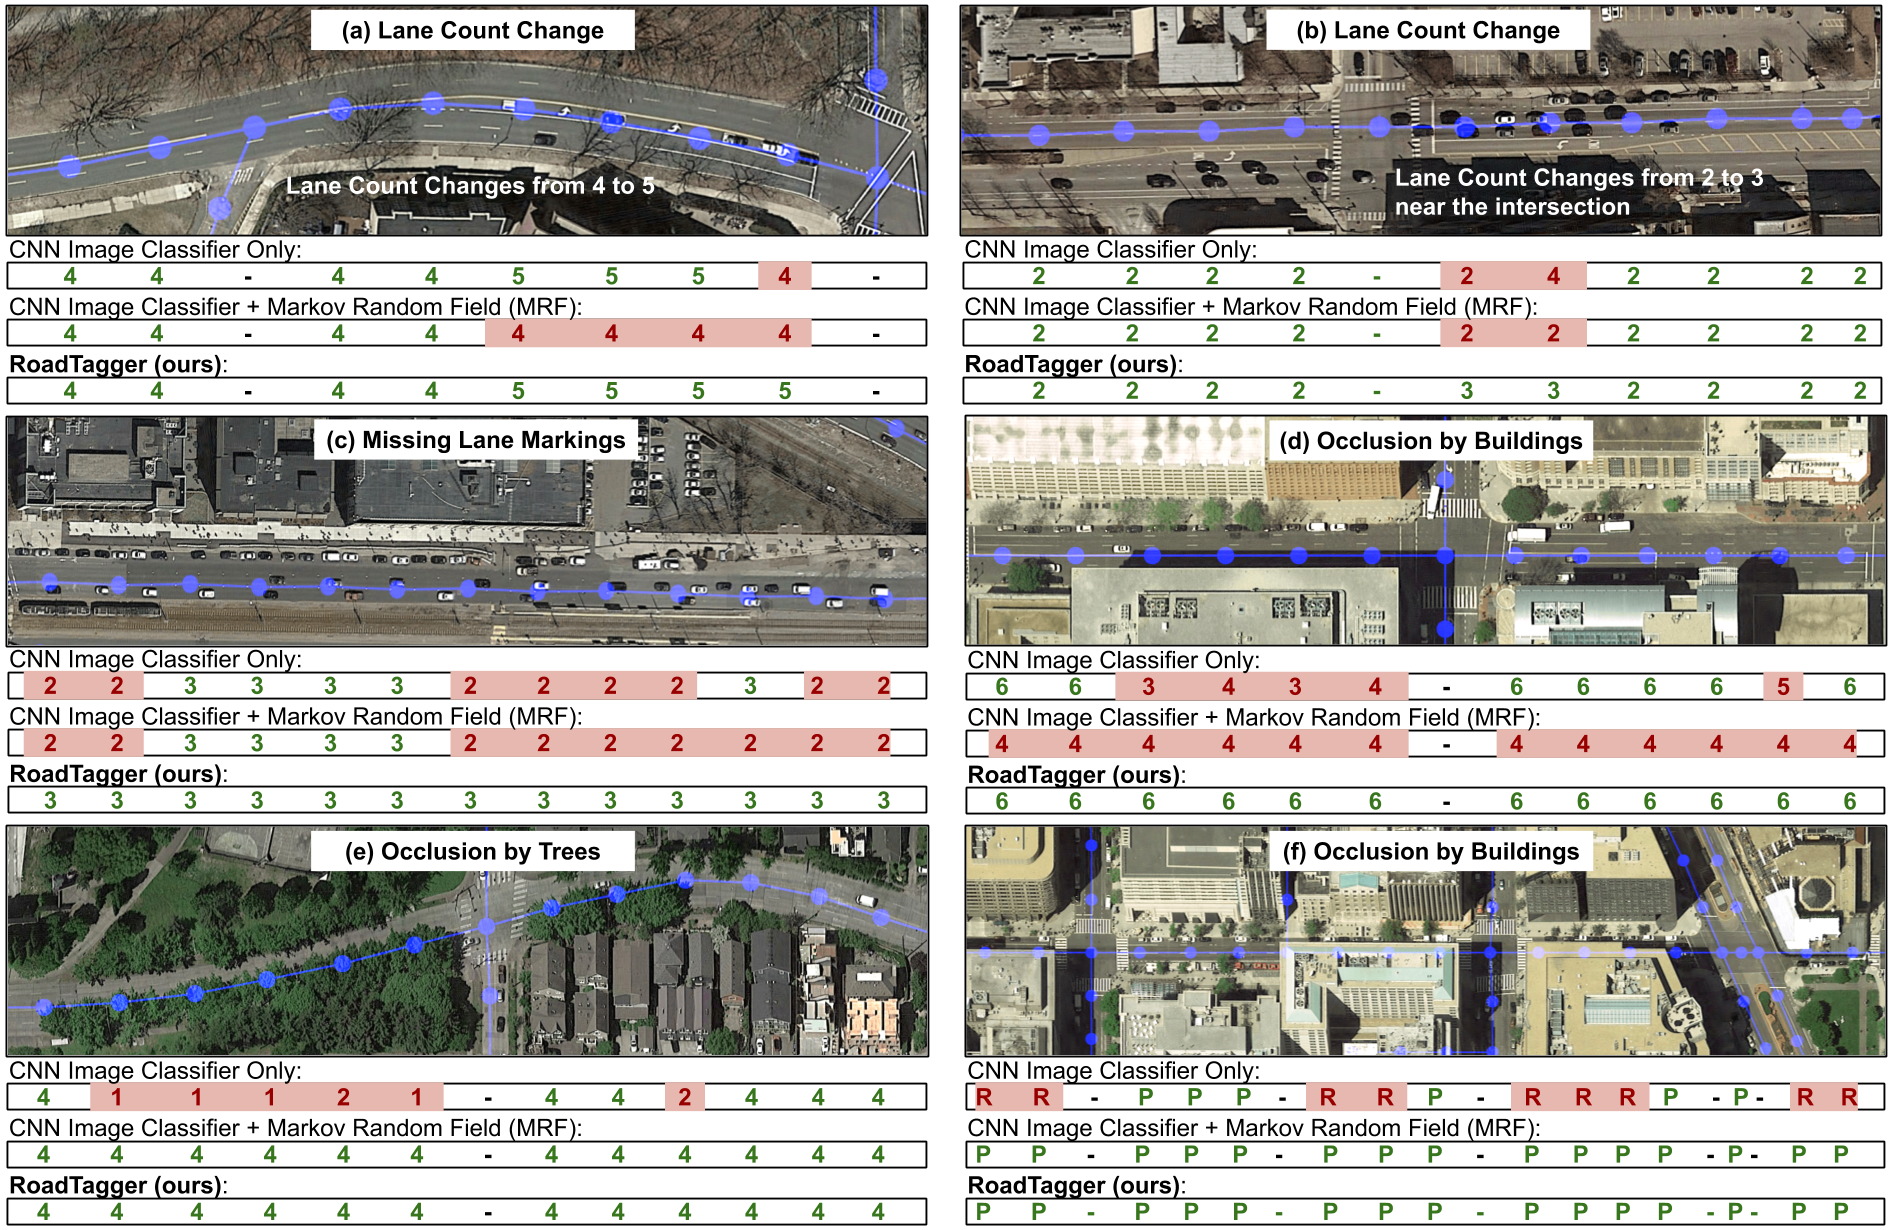 (a) Lane Count Change
Lane Count Changes from 4 to 5
CNN Image Classifier Only:
4 4 - 4 4 5 5 5 4 -
CNN Image Classifier + Markov Random Field (MRF):
4 4 - 4 4 4 4 4 4 -
RoadTagger (ours):
4 4 - 4 4 5 5 5 5 -
(b) Lane Count Change
Lane Count Changes from 2 to 3
near the intersection
CNN Image Classifier Only:
2 2 2 2 - 2 4 2 2 2 2
CNN Image Classifier + Markov Random Field (MRF):
2 2 2 2 - 2 2 2 2 2 2
RoadTagger (ours):
2 2 2 2 - 3 3 2 2 2 2
(c) Missing Lane Markings
CNN Image Classifier Only:
2 2 3 3 3 3 2 2 2 2 3 2 2
CNN Image Classifier + Markov Random Field (MRF):
2 2 3 3 3 3 2 2 2 2 2 2 2
RoadTagger (ours):
3 3 3 3 3 3 3 3 3 3 3 3 3
(d) Occlusion by Buildings
CNN Image Classifier Only:
6 6 3 4 3 4 - 6 6 6 6 5 6
CNN Image Classifier + Markov Random Field (MRF):
4 4 4 4 4 4 - 4 4 4 4 4 4
RoadTagger (ours):
6 6 6 6 6 6 - 6 6 6 6 6 6
(e) Occlusion by Trees
CNN Image Classifier Only:
4 1 1 1 2 1 - 4 4 2 4 4 4
CNN Image Classifier + Markov Random Field (MRF):
4 4 4 4 4 4 - 4 4 4 4 4 4
RoadTagger (ours):
4 4 4 4 4 4 - 4 4 4 4 4 4
(f) Occlusion by Buildings
CNN Image Classifier Only:
R R - P P P - R R P - R R R P - P - R R
CNN Image Classifier + Markov Random Field (MRF):
P P - P P P - P P P - P P P P - P - P P
RoadTagger (ours):
P P - P P P - P P P - P P P P - P - P P